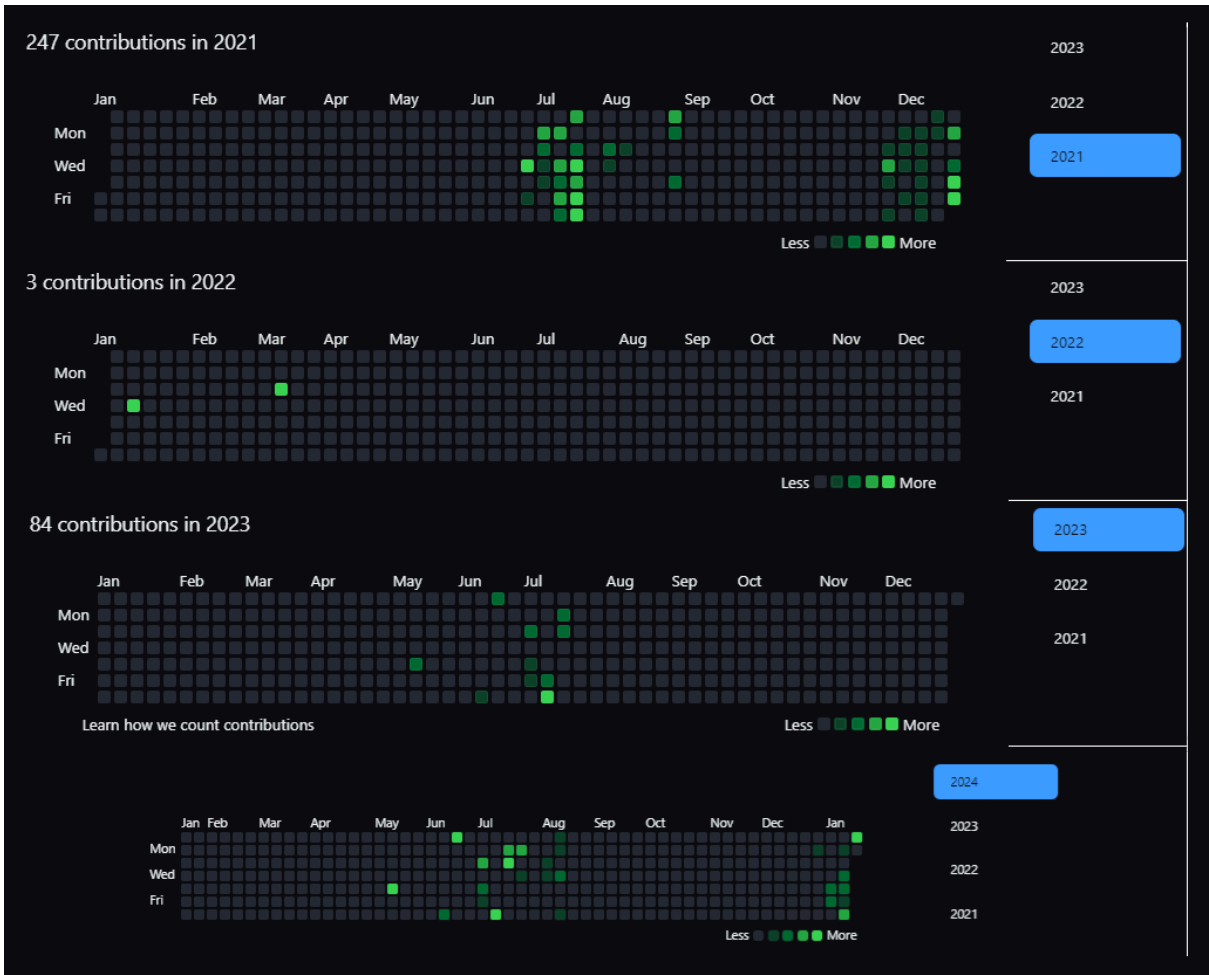 247 contributions in 2021
2023
Jan Feb Mar Apr May Jun Jul Aug Sep Oct Nov Dec
2022
Mon
2021
Wed
Fri
Less More
3 contributions in 2022
2023
Jan Feb Mar Apr May Jun Jul Aug Sep Oct Nov Dec
2022
Mon
Wed
2021
Fri
Less More
84 contributions in 2023
2023
Jan Feb Mar Apr May Jun Jul Aug Sep Oct Nov Dec
2022
Mon
2021
Wed
Fri
Learn how we count contributions
Less More
2024
Jan Feb Mar Apr May Jun Jul Aug Sep Oct Nov Dec Jan
2023
Mon
Wed
2022
Fri
2021
Less More